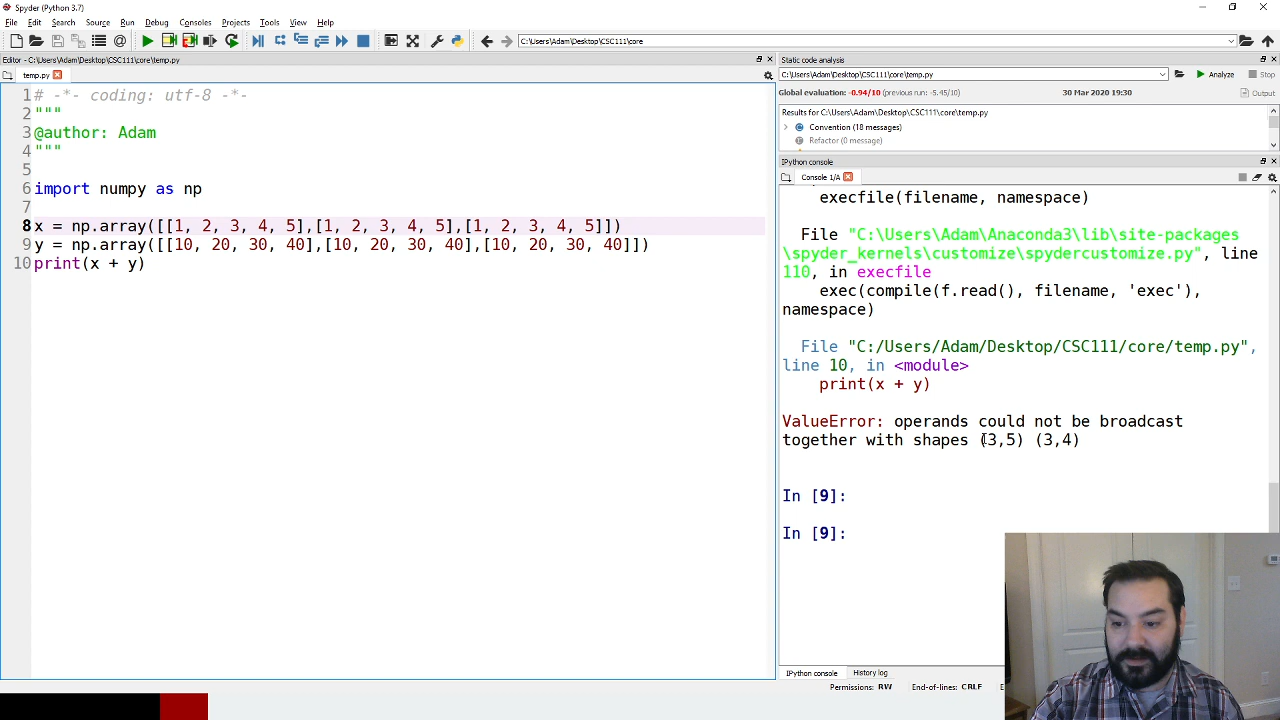 Spyder (Python 3.7)
File Edit Search Source Run Debug Consoles Projects Tools View Help
C:\Users\Adam\Desktop\CSC111\core
Editor - C:\Users\Adam\Desktop\CSC111\core\temp.py
temp.py
1 # -*- coding: utf-8 -*-
2 """
3 @author: Adam
4 """
5
6 import numpy as np
7
8 x = np.array([[1, 2, 3, 4, 5],[1, 2, 3, 4, 5],[1, 2, 3, 4, 5]])
9 y = np.array([[10, 20, 30, 40],[10, 20, 30, 40],[10, 20, 30, 40]])
10 print(x + y)
Static code analysis
C:\Users\Adam\Desktop\CSC111\core\temp.py Analyze Stop
Global evaluation: -0.94/10 (previous run: -5.45/10) 30 Mar 2020 19:30 Output
Results for C:\Users\Adam\Desktop\CSC111\core\temp.py
Convention (18 messages)
Refactor (0 message)
IPython console
Console 1/A
execfile(filename, namespace)
File "C:\Users\Adam\Anaconda3\lib\site-packages
\spyder_kernels\customize\spydercustomize.py", line
110, in execfile
exec(compile(f.read(), filename, 'exec'),
namespace)
File "C:/Users/Adam/Desktop/CSC111/core/temp.py",
line 10, in <module>
print(x + y)
ValueError: operands could not be broadcast
together with shapes (3,5) (3,4)
In [9]:
In [9]:
IPython console History log
Permissions: RW End-of-lines: CRLF